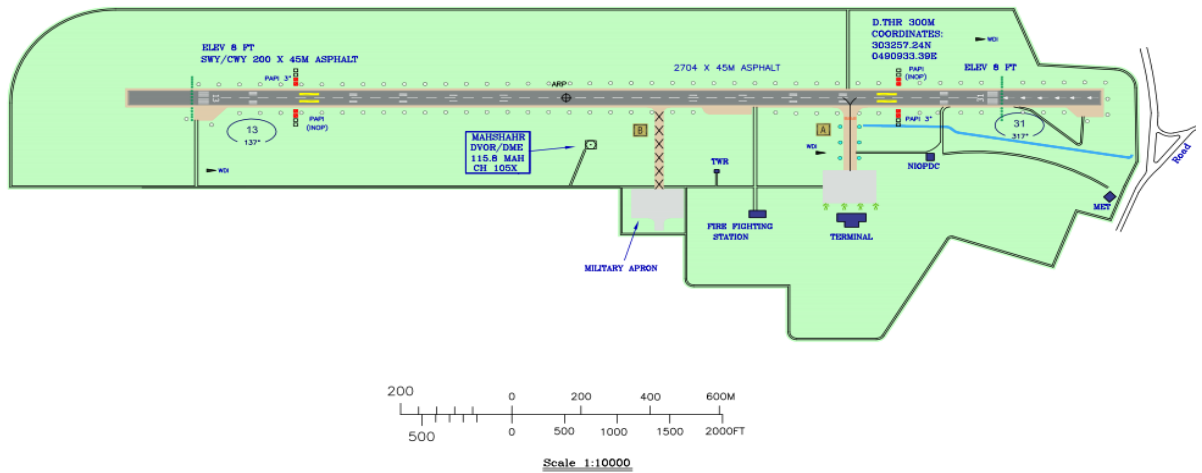 D.THR 300M
COORDINATES:
303257.24N
0490933.39E
WDI
ELEV 8 FT
SWY/CWY 200 X 45M ASPHALT
PAPI 3°
2704 X 45M ASPHALT
PAPI
(INOP)
ELEV 8 FT
ARP
13
31
13
137°
PAPI
(INOP)
MAHSHAHR
DVOR/DME
115.8 MAH
CH 105X
B
A
PAPI 3°
31
317°
WDI
WDI
TWR
NIOPDC
Road
MET
FIRE FIGHTING
STATION
TERMINAL
MILITARY APRON
200 0 200 400 600M
500 0 500 1000 1500 2000FT
Scale 1:10000